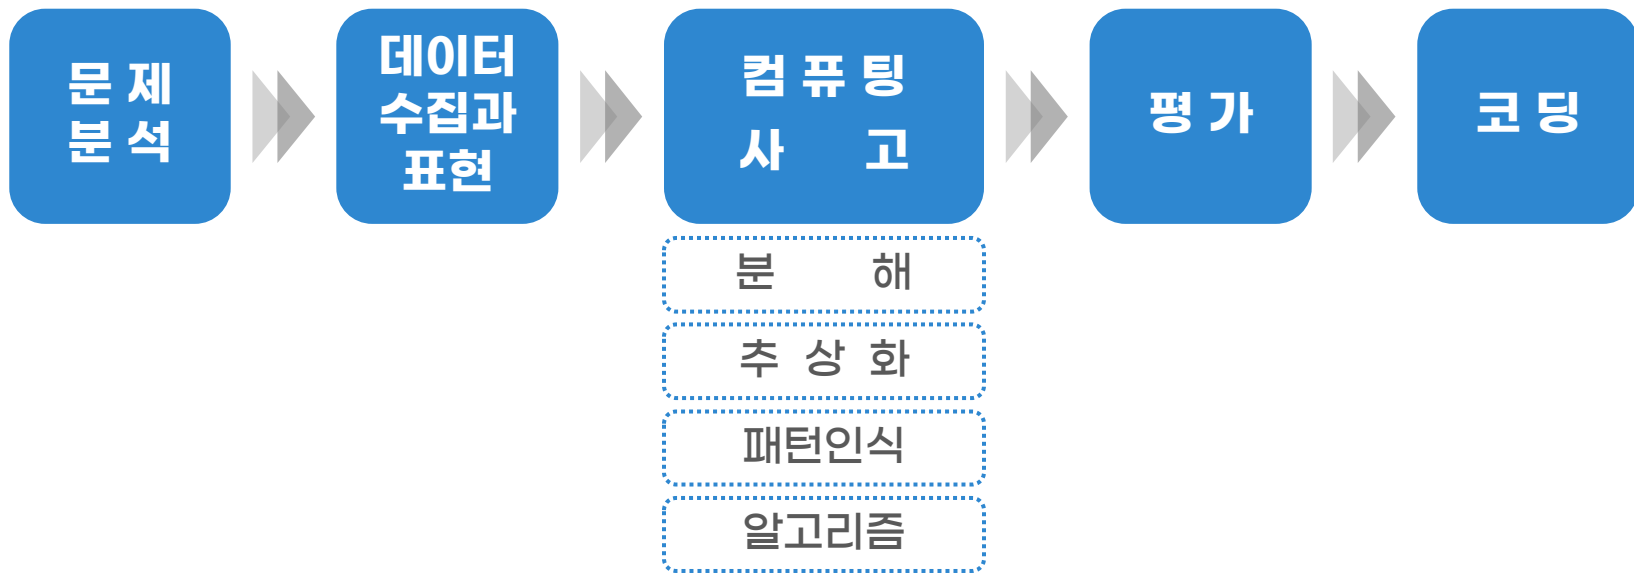 문 제
분 석
데이터
수집과
표현
컴 퓨 팅
사 고
평 가
코 딩
분 해
추 상 화
패턴인식
알고리즘